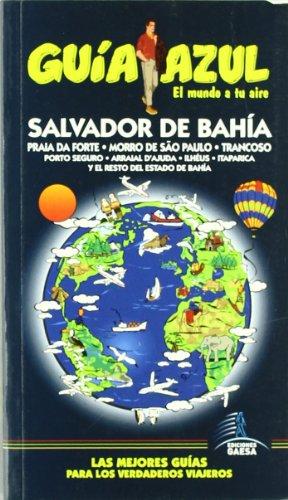 GUÍA AZUL
El mundo a tu aire
SALVADOR DE BAHÍA
PRAIA DA FORTE • MORRO DE SÃO PAULO • TRANCOSO
PORTO SEGURO • ARRAIAL D'AJUDA • ILHÉUS • ITAPARICA
Y EL RESTO DEL ESTADO DE BAHÍA
EDICIONES
GAESA
LAS MEJORES GUÍAS
PARA LOS VERDADEROS VIAJEROS